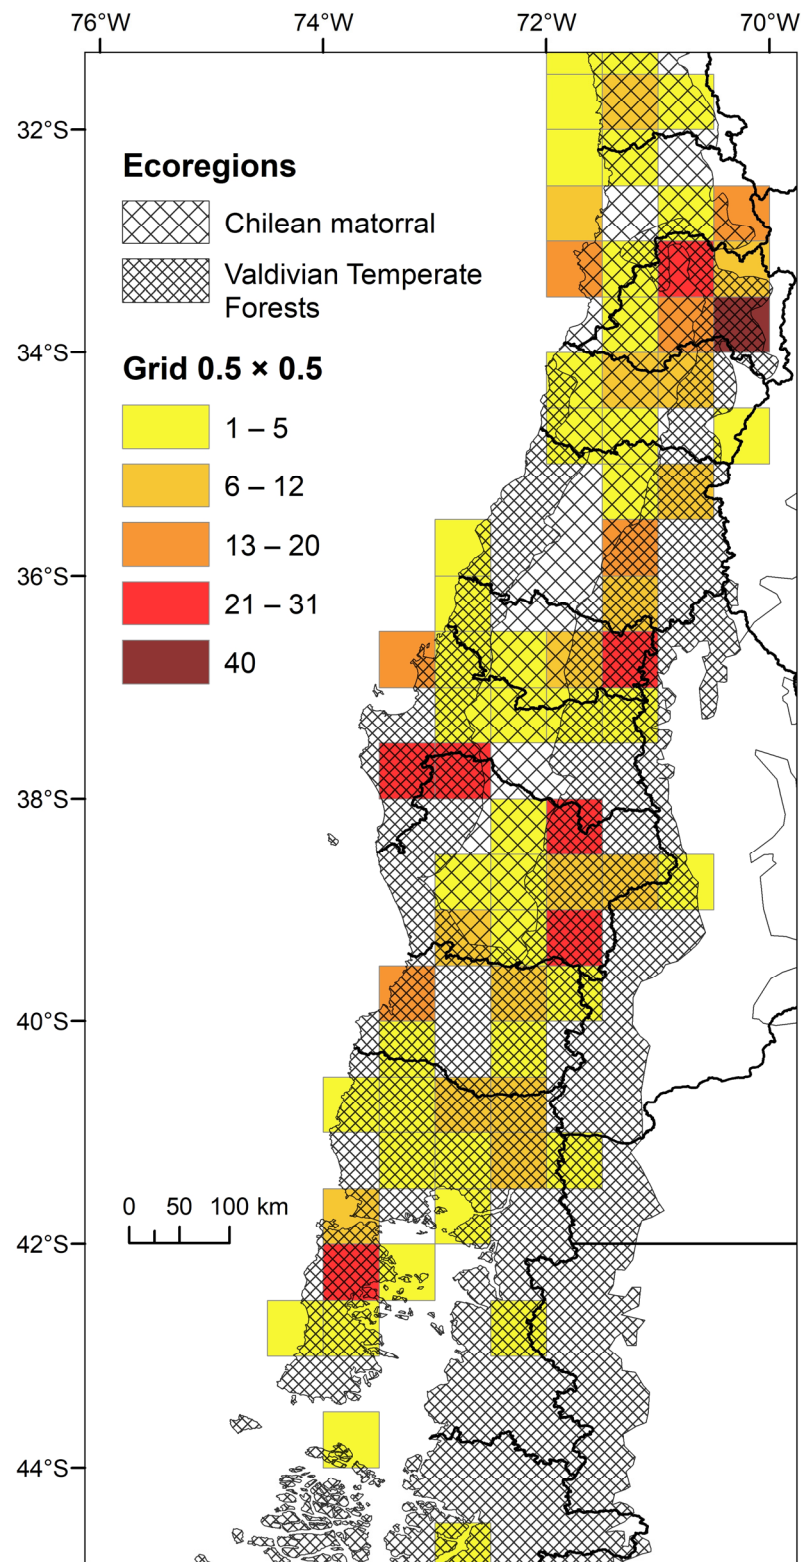 76°W 74°W 72°W 70°W
32°S
Ecoregions
Chilean matorral
Valdivian Temperate
Forests
34°S
Grid 0.5 × 0.5
1 – 5
6 – 12
13 – 20
36°S
21 – 31
40
38°S
40°S
0 50 100 km
42°S
44°S